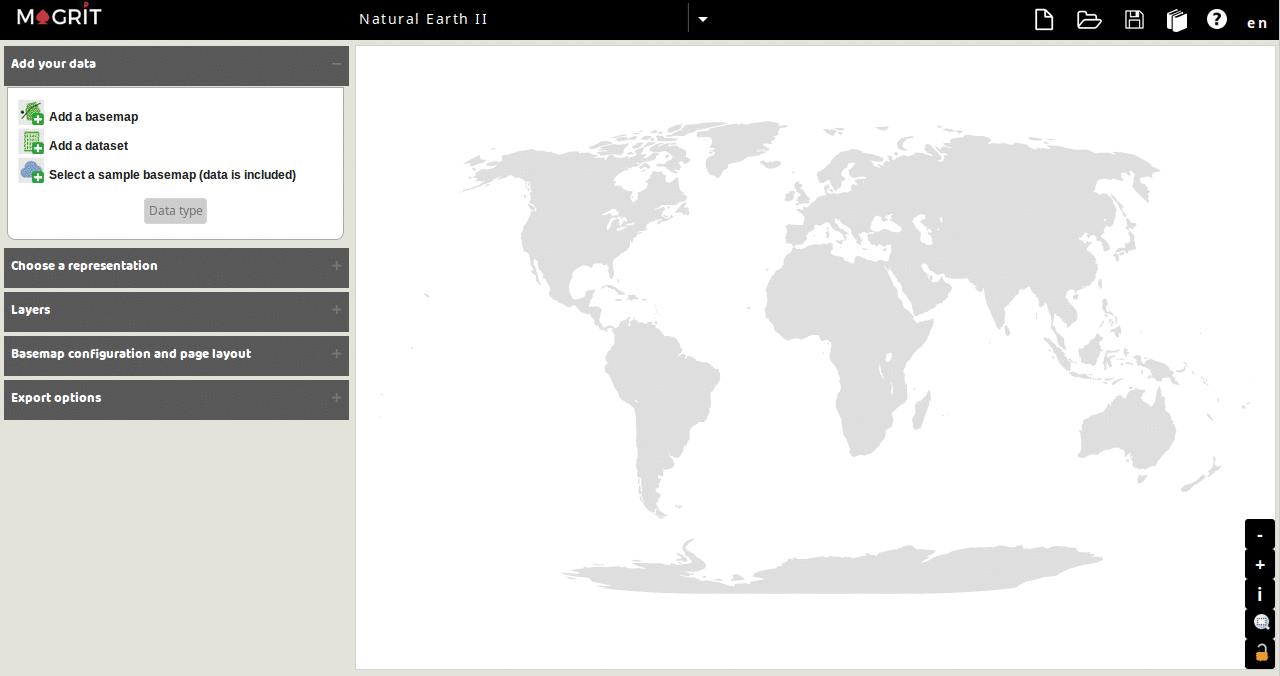 MAGRIT
Natural Earth II
? en
Add your data −
Add a basemap
Add a dataset
Select a sample basemap (data is included)
Data type
Choose a representation +
Layers +
Basemap configuration and page layout +
Export options +
-
+
i